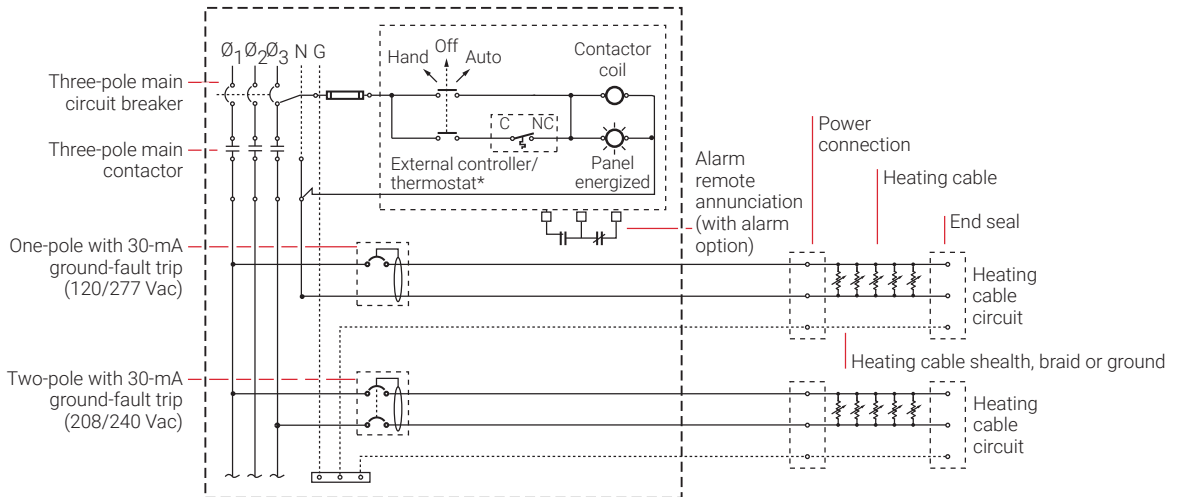 Ø1 Ø2 Ø3 N G
Three-pole main
circuit breaker
Three-pole main
contactor
Hand
Off
Auto
Contactor
coil
C NC
External controller/
thermostat*
Panel
energized
Alarm
remote
annunciation
(with alarm
option)
Power
connection
Heating cable
End seal
One-pole with 30-mA
ground-fault trip
(120/277 Vac)
Heating
cable
circuit
Heating cable shealth, braid or ground
Two-pole with 30-mA
ground-fault trip
(208/240 Vac)
Heating
cable
circuit